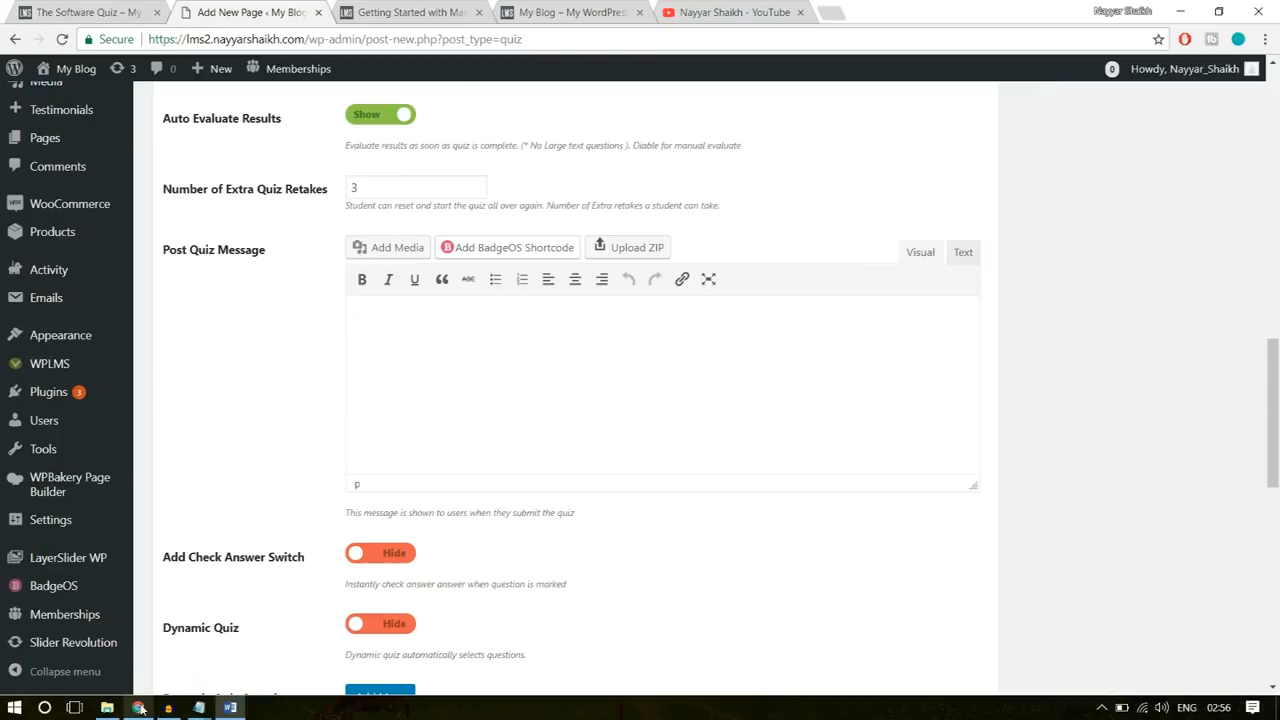 The Software Quiz – My
Add New Page ‹ My Blog
Getting Started with Ma
My Blog – My WordPress
Nayyar Shaikh - YouTube
Nayyar Shaikh
Secure
https://lms2.nayyarshaikh.com/wp-admin/post-new.php?post_type=quiz
My Blog
3
0
New
Memberships
0
Howdy, Nayyar_Shaikh
Media
Testimonials
Pages
Comments
WooCommerce
Products
Activity
Emails
Appearance
WPLMS
Plugins 3
Users
Tools
WPBakery Page
Builder
Settings
LayerSlider WP
BadgeOS
Memberships
Slider Revolution
Collapse menu
Auto Evaluate Results
Show
Evaluate results as soon as quiz is complete. (* No Large text questions ), Diable for manual evaluate
Number of Extra Quiz Retakes
3
Student can reset and start the quiz all over again. Number of Extra retakes a student can take.
Post Quiz Message
Add Media
Add BadgeOS Shortcode
Upload ZIP
Visual
Text
B I U ABC
p
This message is shown to users when they submit the quiz
Add Check Answer Switch
Hide
Instantly check answer answer when question is marked
Dynamic Quiz
Hide
Dynamic quiz automatically selects questions.
ENG
02:56